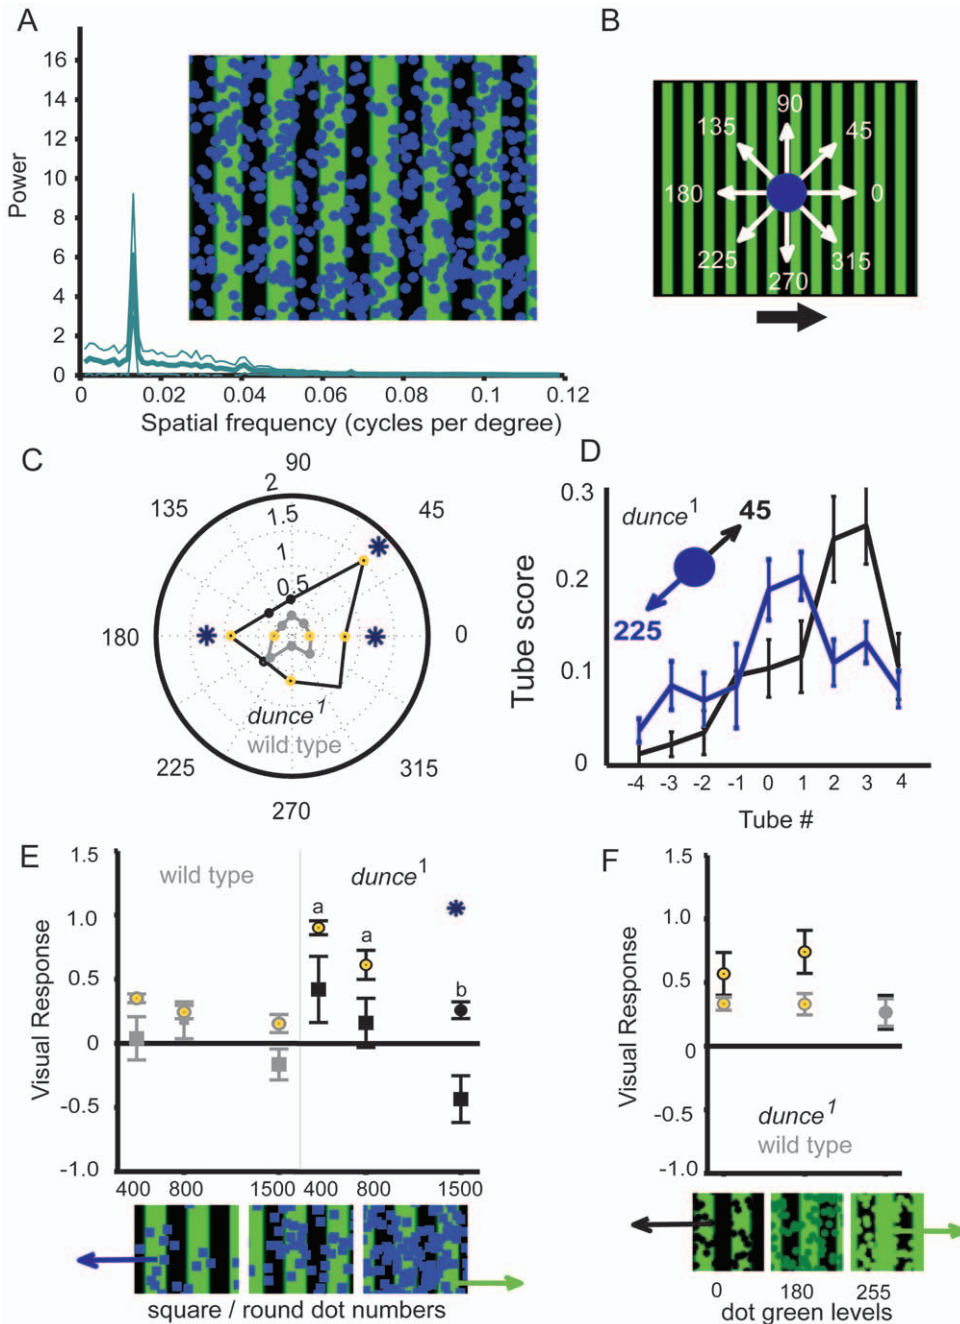 A
Power
16
14
12
10
8
6
4
2
0
0 0.02 0.04 0.06 0.08 0.1 0.12
Spatial frequency (cycles per degree)
B
90
135 45
180 0
225 315
270
C
90
135 45
2
1.5
1
0.5
180 0
dunce1
wild type
225 315
270
D
0.3
dunce1
45
0.2
225
Tube score
0.1
0
-4 -3 -2 -1 0 1 2 3 4
Tube #
E
1.5
wild type dunce1
1.0
a a
0.5
b
0
-0.5
-1.0
Visual Response
400 800 1500 400 800 1500
square / round dot numbers
F
1.5
1.0
0.5
0
-0.5
-1.0
Visual Response
dunce1
wild type
0 180 255
dot green levels